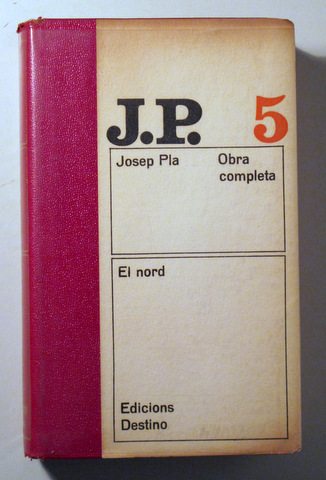 J.P. 5
Josep Pla Obra
completa
El nord
Edicions
Destino